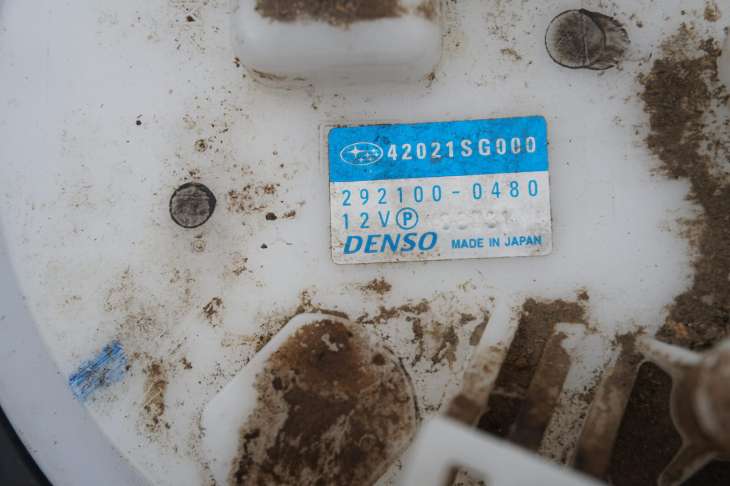 42021SG000
292100-0480
12V Ⓟ
DENSO MADE IN JAPAN